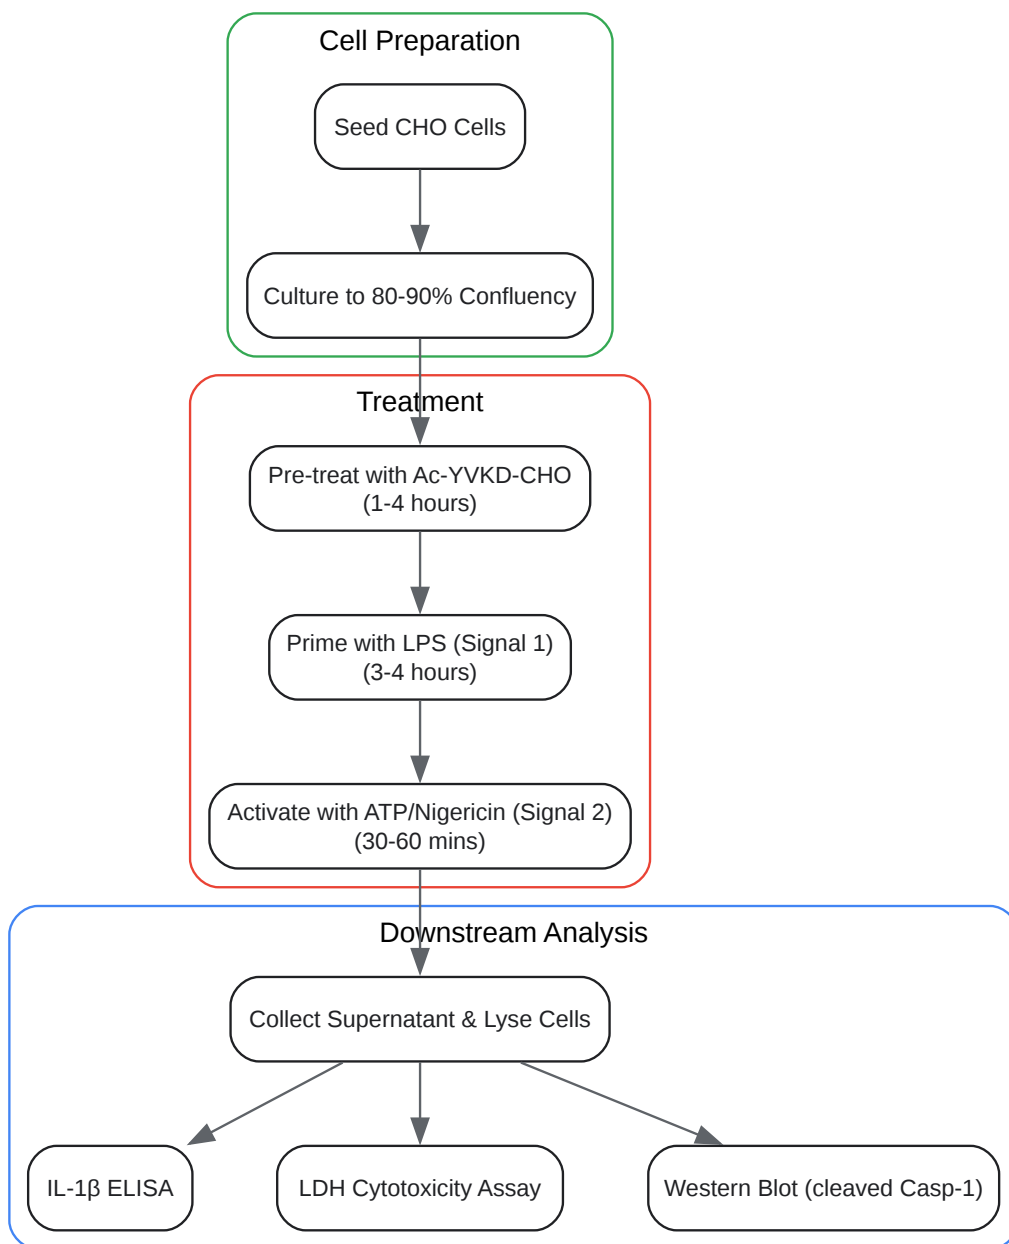 Cell Preparation
Seed CHO Cells
Culture to 80-90% Confluency
Treatment
Pre-treat with Ac-YVKD-CHO
(1-4 hours)
Prime with LPS (Signal 1)
(3-4 hours)
Activate with ATP/Nigericin (Signal 2)
(30-60 mins)
Downstream Analysis
Collect Supernatant & Lyse Cells
IL-1β ELISA
LDH Cytotoxicity Assay
Western Blot (cleaved Casp-1)